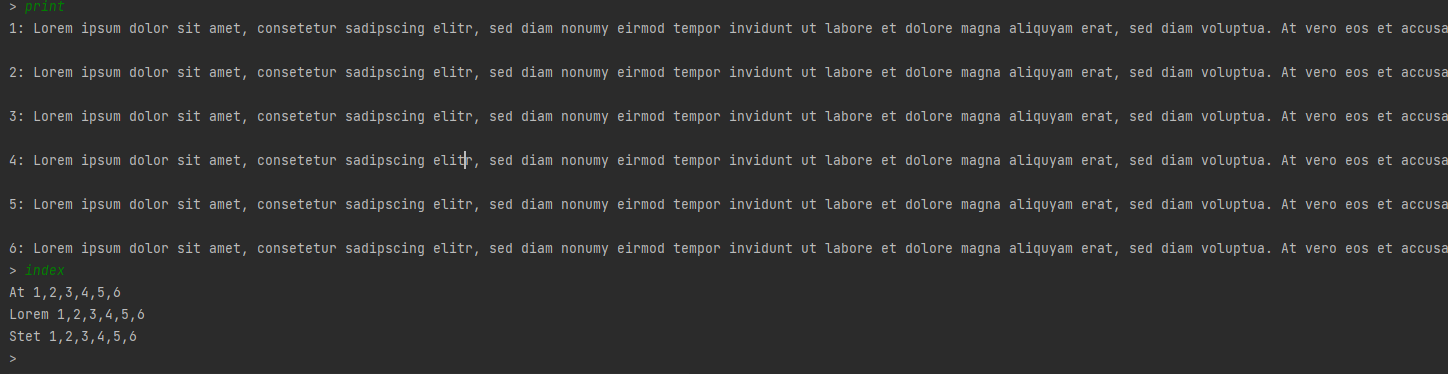 > print
1: Lorem ipsum dolor sit amet, consetetur sadipscing elitr, sed diam nonumy eirmod tempor invidunt ut labore et dolore magna aliquyam erat, sed diam voluptua. At vero eos et accusa
2: Lorem ipsum dolor sit amet, consetetur sadipscing elitr, sed diam nonumy eirmod tempor invidunt ut labore et dolore magna aliquyam erat, sed diam voluptua. At vero eos et accusa
3: Lorem ipsum dolor sit amet, consetetur sadipscing elitr, sed diam nonumy eirmod tempor invidunt ut labore et dolore magna aliquyam erat, sed diam voluptua. At vero eos et accusa
4: Lorem ipsum dolor sit amet, consetetur sadipscing elitr, sed diam nonumy eirmod tempor invidunt ut labore et dolore magna aliquyam erat, sed diam voluptua. At vero eos et accusa
5: Lorem ipsum dolor sit amet, consetetur sadipscing elitr, sed diam nonumy eirmod tempor invidunt ut labore et dolore magna aliquyam erat, sed diam voluptua. At vero eos et accusa
6: Lorem ipsum dolor sit amet, consetetur sadipscing elitr, sed diam nonumy eirmod tempor invidunt ut labore et dolore magna aliquyam erat, sed diam voluptua. At vero eos et accusa
> index
At 1,2,3,4,5,6
Lorem 1,2,3,4,5,6
Stet 1,2,3,4,5,6
>